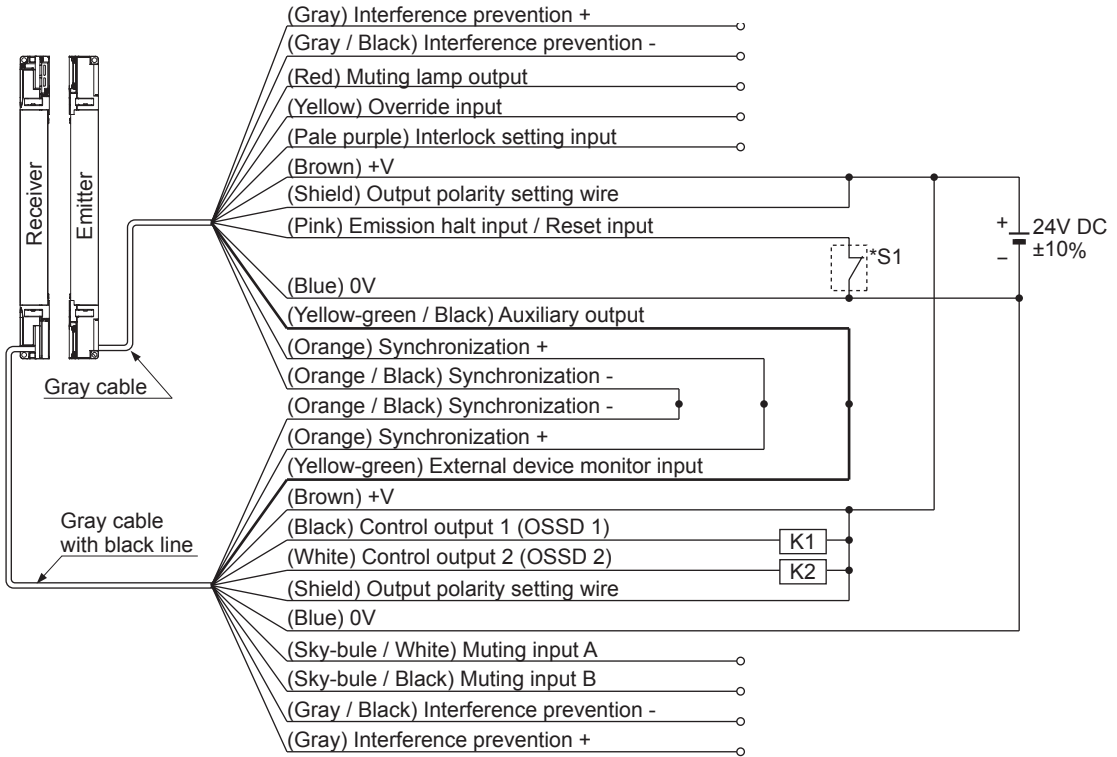 (Gray) Interference prevention +
(Gray / Black) Interference prevention -
(Red) Muting lamp output
(Yellow) Override input
(Pale purple) Interlock setting input
(Brown) +V
(Shield) Output polarity setting wire
(Pink) Emission halt input / Reset input
Receiver
Emitter
+
24V DC
±10%
−
*S1
(Blue) 0V
(Yellow-green / Black) Auxiliary output
(Orange) Synchronization +
(Orange / Black) Synchronization -
Gray cable
(Orange / Black) Synchronization -
(Orange) Synchronization +
(Yellow-green) External device monitor input
(Brown) +V
Gray cable
with black line
(Black) Control output 1 (OSSD 1)
K1
(White) Control output 2 (OSSD 2)
K2
(Shield) Output polarity setting wire
(Blue) 0V
(Sky-bule / White) Muting input A
(Sky-bule / Black) Muting input B
(Gray / Black) Interference prevention -
(Gray) Interference prevention +